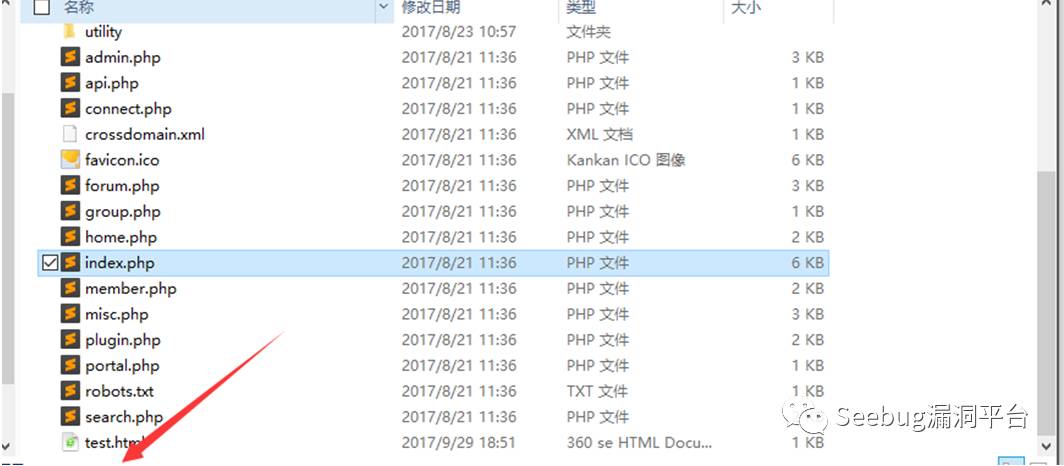 名称 修改日期 类型 大小
utility 2017/8/23 10:57 文件夹
admin.php 2017/8/21 11:36 PHP 文件 3 KB
api.php 2017/8/21 11:36 PHP 文件 1 KB
connect.php 2017/8/21 11:36 PHP 文件 1 KB
crossdomain.xml 2017/8/21 11:36 XML 文档 1 KB
favicon.ico 2017/8/21 11:36 Kankan ICO 图像 6 KB
forum.php 2017/8/21 11:36 PHP 文件 3 KB
group.php 2017/8/21 11:36 PHP 文件 1 KB
home.php 2017/8/21 11:36 PHP 文件 2 KB
index.php 2017/8/21 11:36 PHP 文件 6 KB
member.php 2017/8/21 11:36 PHP 文件 2 KB
misc.php 2017/8/21 11:36 PHP 文件 3 KB
plugin.php 2017/8/21 11:36 PHP 文件 2 KB
portal.php 2017/8/21 11:36 PHP 文件 1 KB
robots.txt 2017/8/21 11:36 TXT 文件 1 KB
search.php 2017/8/21 11:36 PHP 文件 2 KB
test.html 2017/9/29 18:51 360 se HTML Docu... 1 KB
Seebug漏洞平台